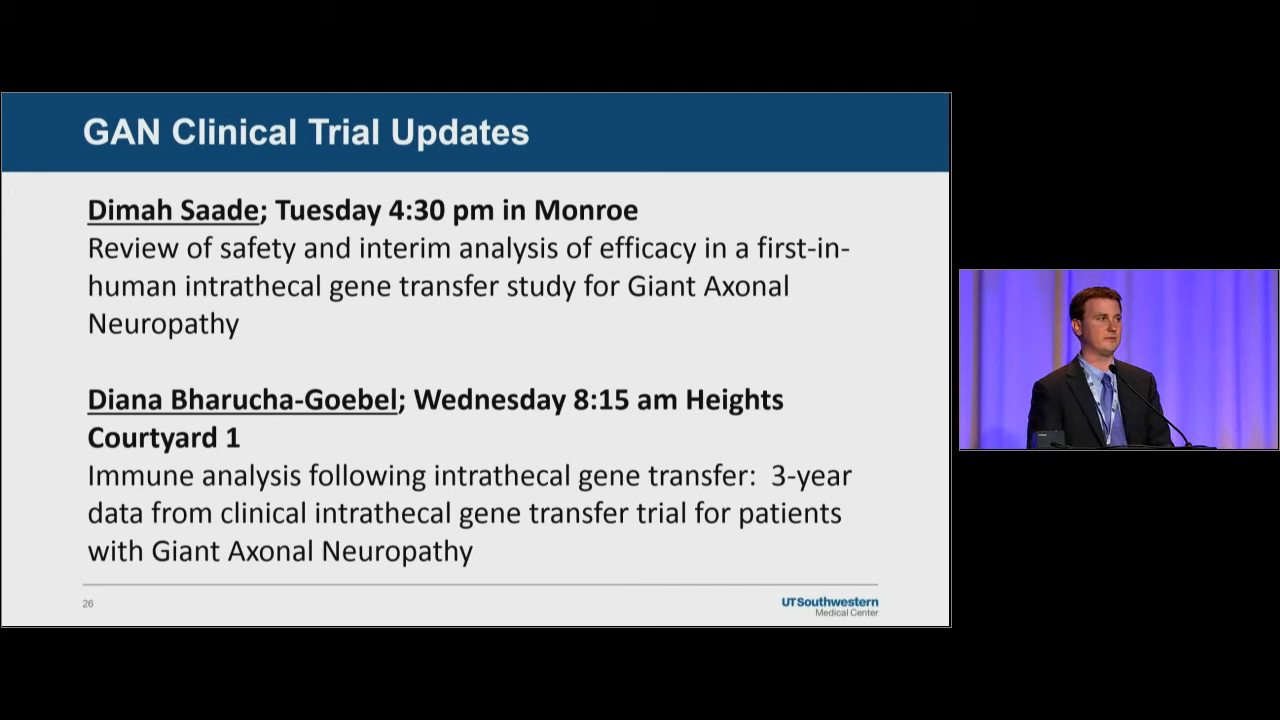 GAN Clinical Trial Updates
Dimah Saade; Tuesday 4:30 pm in Monroe
Review of safety and interim analysis of efficacy in a first-in-
human intrathecal gene transfer study for Giant Axonal
Neuropathy
Diana Bharucha-Goebel; Wednesday 8:15 am Heights
Courtyard 1
Immune analysis following intrathecal gene transfer:  3-year
data from clinical intrathecal gene transfer trial for patients
with Giant Axonal Neuropathy
26
UTSouthwestern
Medical Center